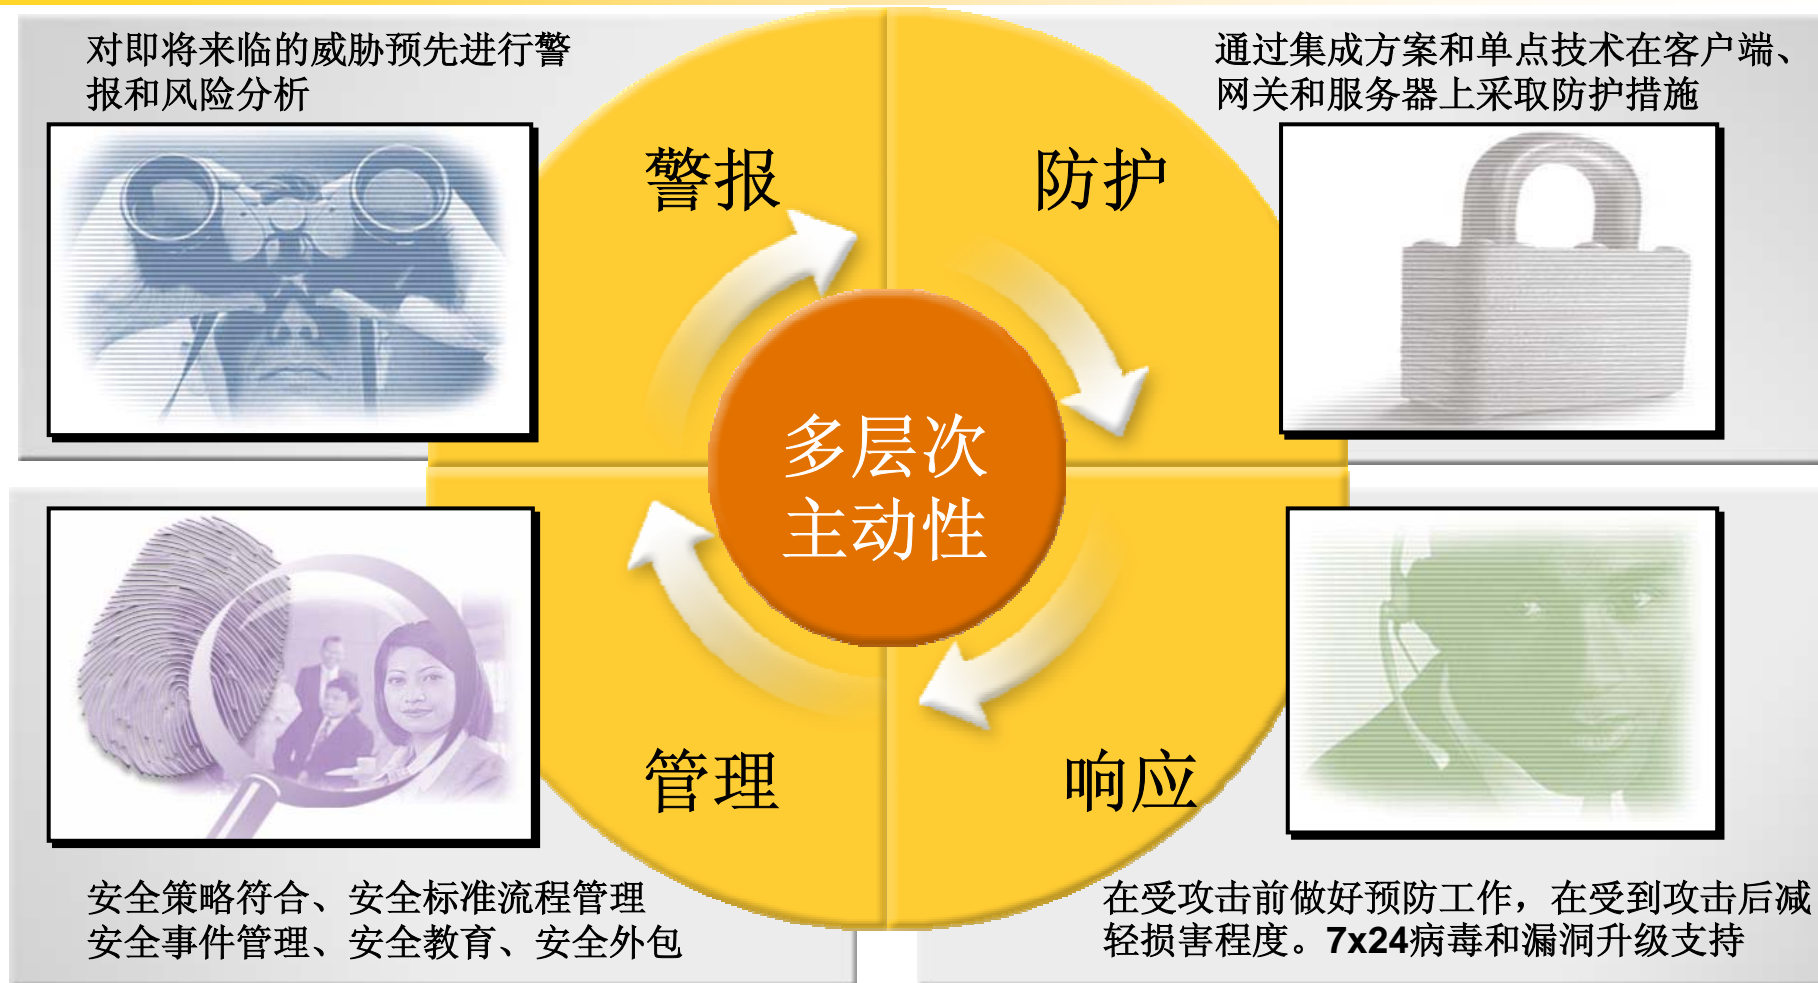 对即将来临的威胁预先进行警
报和风险分析
通过集成方案和单点技术在客户端、
网关和服务器上采取防护措施
警报
防护
多层次
主动性
管理
响应
安全策略符合、安全标准流程管理
安全事件管理、安全教育、安全外包
在受攻击前做好预防工作，在受到攻击后减
轻损害程度。7x24病毒和漏洞升级支持